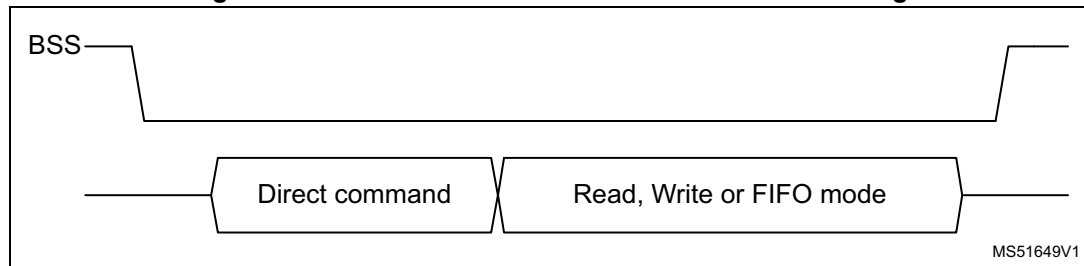 BSS
Direct command
Read, Write or FIFO mode
MS51649V1